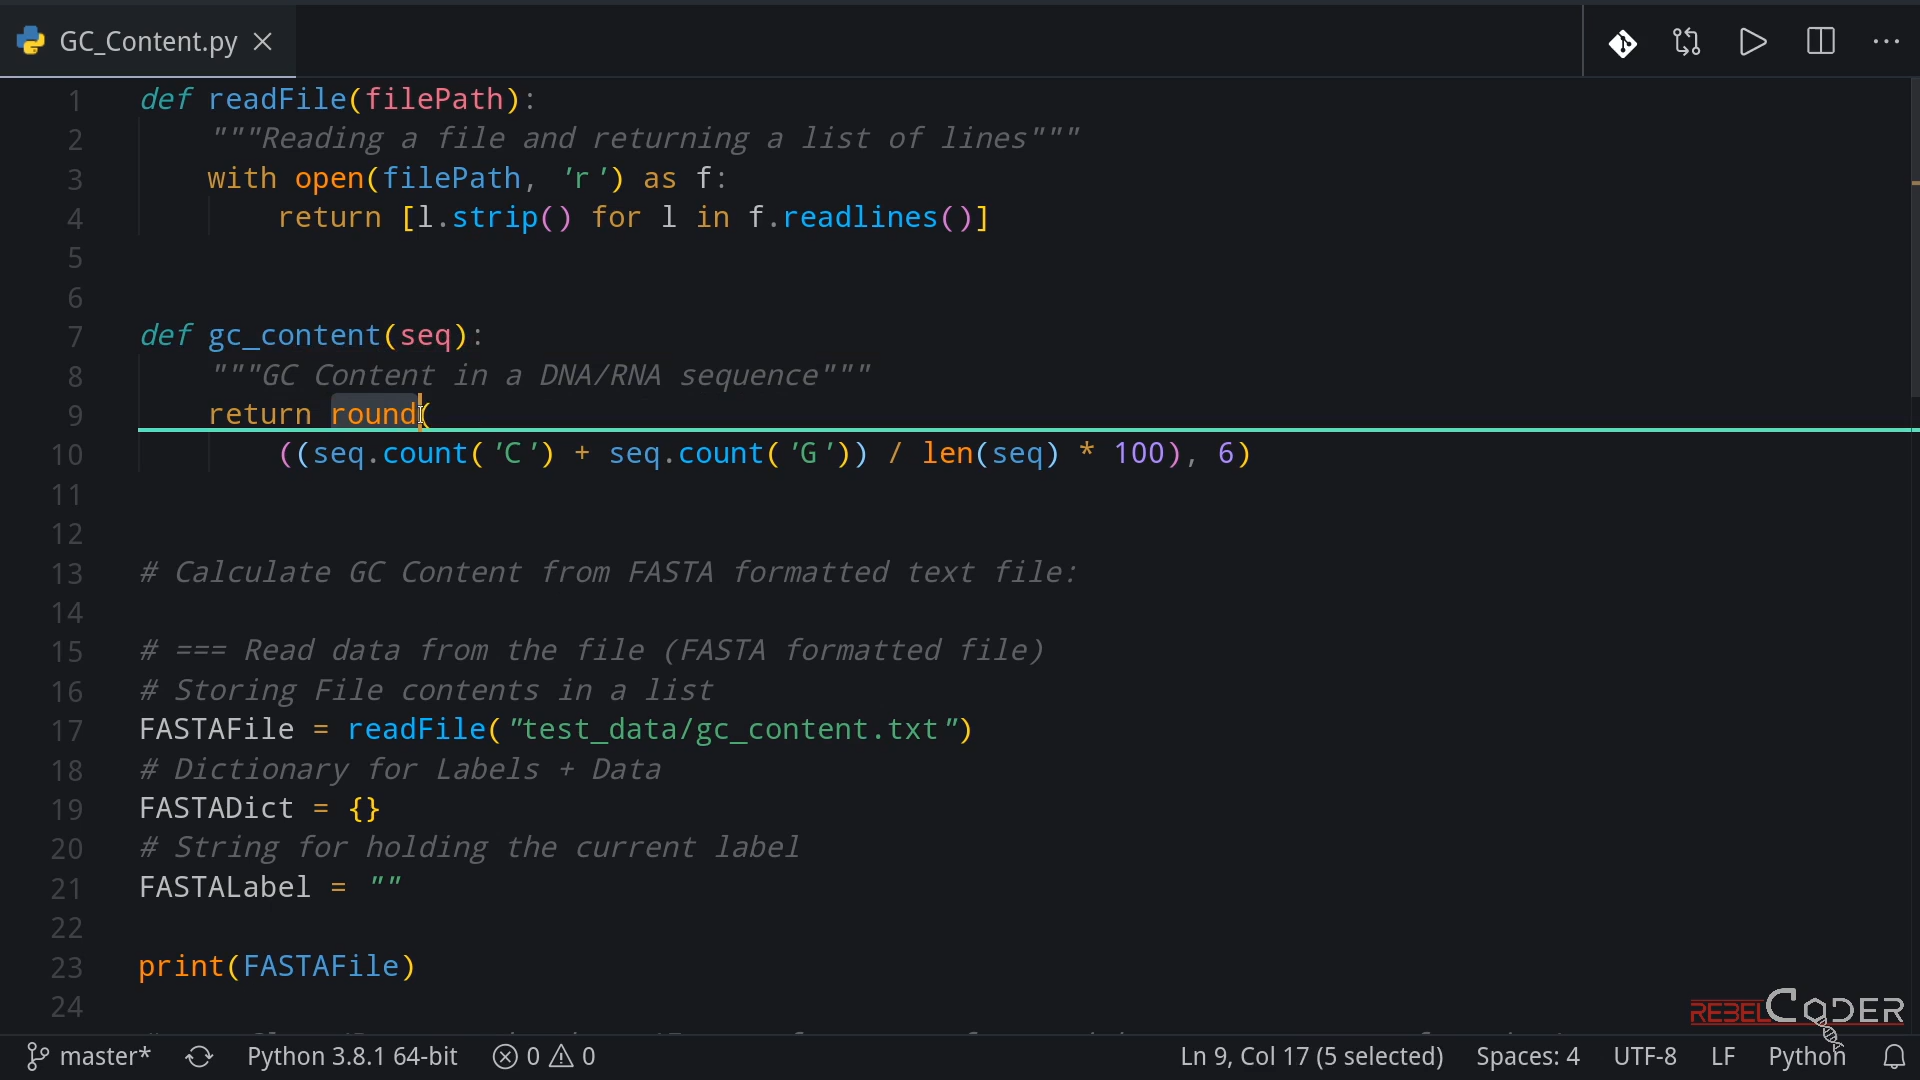 GC_Content.py
1 def readFile(filePath):
2 """Reading a file and returning a list of lines"""
3 with open(filePath, 'r') as f:
4 return [l.strip() for l in f.readlines()]
5
6
7 def gc_content(seq):
8 """GC Content in a DNA/RNA sequence"""
9 return round(
10 ((seq.count('C') + seq.count('G')) / len(seq) * 100), 6)
11
12
13 # Calculate GC Content from FASTA formatted text file:
14
15 # === Read data from the file (FASTA formatted file)
16 # Storing File contents in a list
17 FASTAFile = readFile("test_data/gc_content.txt")
18 # Dictionary for Labels + Data
19 FASTADict = {}
20 # String for holding the current label
21 FASTALabel = ""
22
23 print(FASTAFile)
24
REBELCODER
master* Python 3.8.1 64-bit 0 0 Ln 9, Col 17 (5 selected) Spaces: 4 UTF-8 LF Python